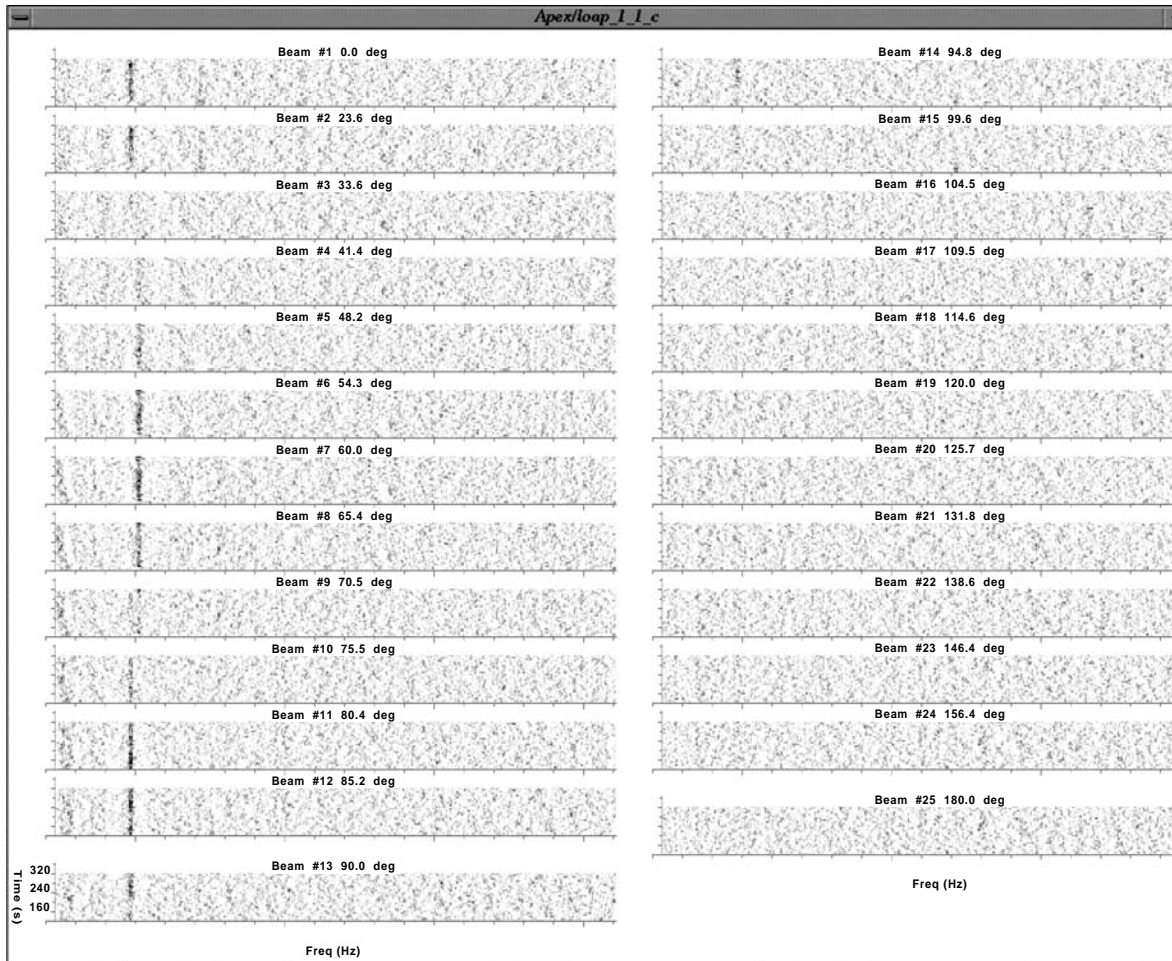 Apex/loap_1_1_c
Beam #1 0.0 deg
Beam #2 23.6 deg
Beam #3 33.6 deg
Beam #4 41.4 deg
Beam #5 48.2 deg
Beam #6 54.3 deg
Beam #7 60.0 deg
Beam #8 65.4 deg
Beam #9 70.5 deg
Beam #10 75.5 deg
Beam #11 80.4 deg
Beam #12 85.2 deg
Beam #13 90.0 deg
Time (s)
320
240
160
Freq (Hz)
Beam #14 94.8 deg
Beam #15 99.6 deg
Beam #16 104.5 deg
Beam #17 109.5 deg
Beam #18 114.6 deg
Beam #19 120.0 deg
Beam #20 125.7 deg
Beam #21 131.8 deg
Beam #22 138.6 deg
Beam #23 146.4 deg
Beam #24 156.4 deg
Beam #25 180.0 deg
Freq (Hz)